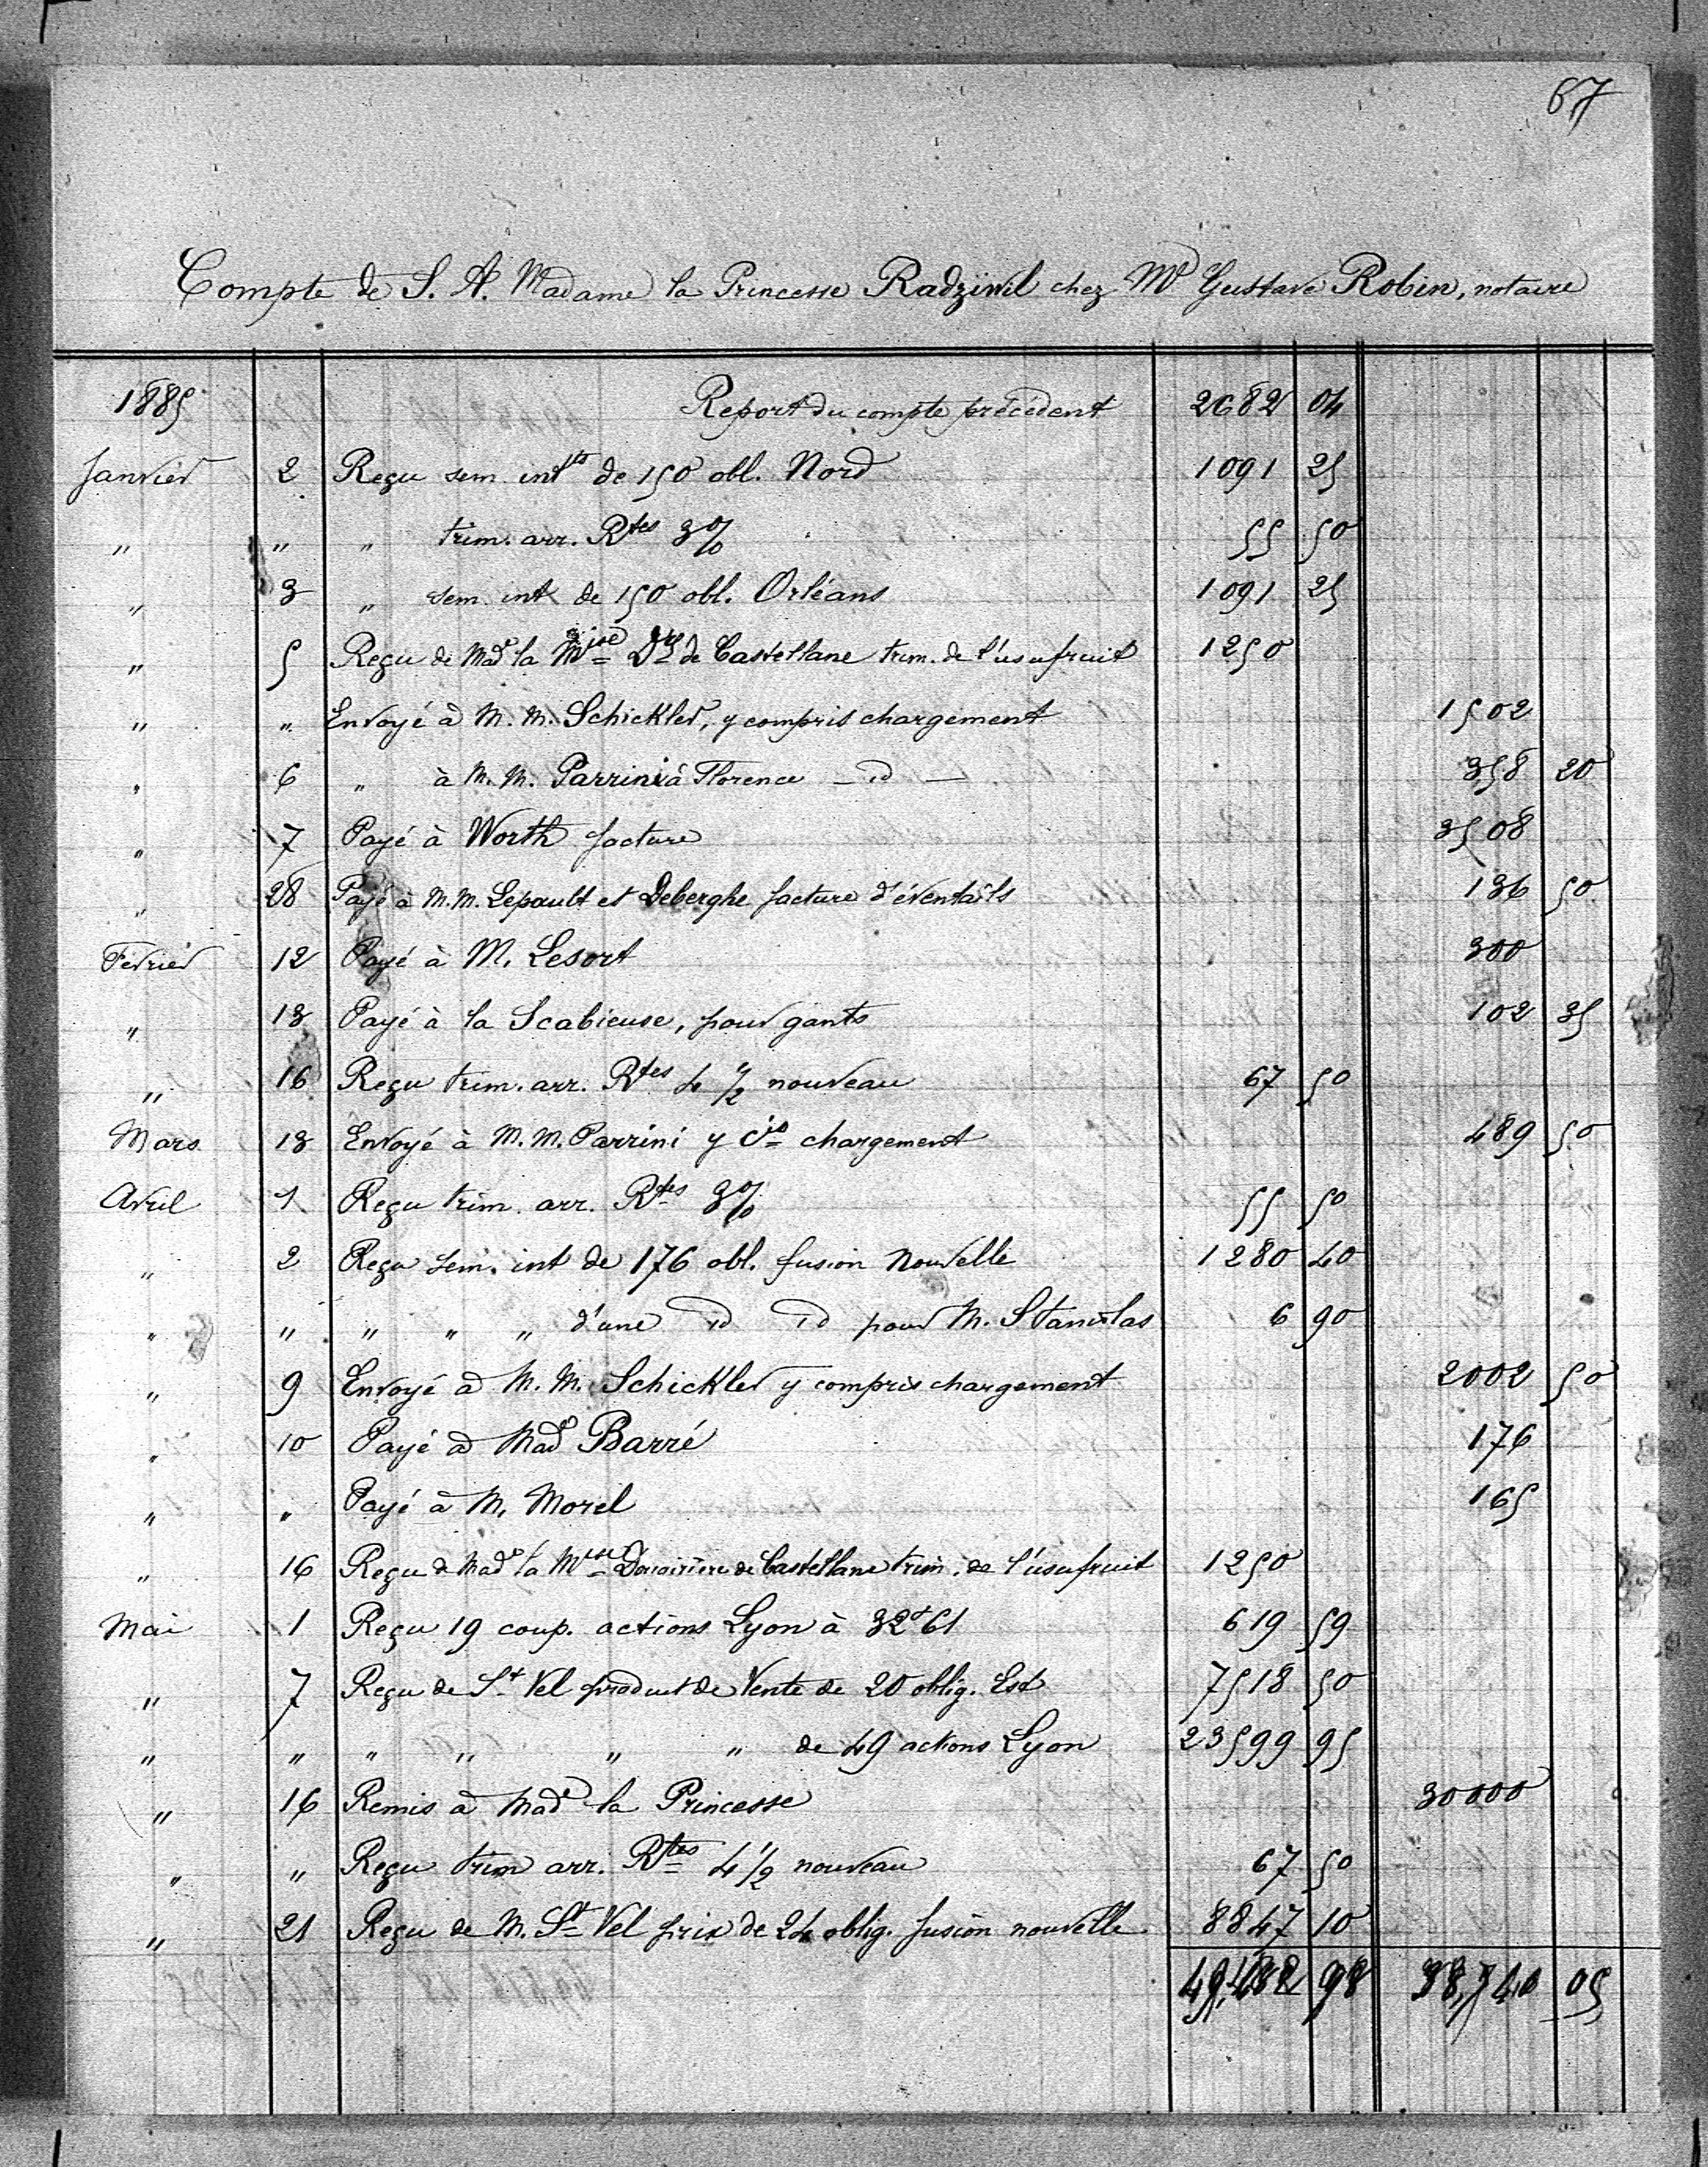 67
Compte de S. A. Madame la Princesse Radziwil chez Me Gustave Robin, notaire
1885 Report du compte précédent 2682 04
Janvier 2 Reçu sem. intts de 150 obl. Nord 1091 25
" " " trim. arr. Rtes 3% 55 50
" 3 " sem. int de 150 obl. Orléans 1091 25
" 5 Reçu de Made la Mise Dre de Castellane trim. de l'usufruit 1250
" " Envoyé à M. M. Schickler, y compris chargement 1502
" 6 " à M. M. Parrini à Florence — id — 358 20
" 7 Payé à Worth facture 3508
" 28 Payé à M. M. Lepault et Deberghe facture d'éventails 136 50
Février 12 Payé à M. Lesort 300
" 13 Payé à la Scabieuse, pour gants 102 35
" 16 Reçu trim. arr. Rtes 4 1/2 nouveau 67 50
Mars 13 Envoyé à M. M. Parrini y cis chargement 489 50
Avril 1 Reçu trim. arr. Rtes 3% 55 50
" 2 Reçu sem. int de 176 obl. fusion Nouvelle 1280 40
" " " " " d'une id id pour M. Stanislas 6 90
" 9 Envoyé à M. M. Schickler y compris chargement 2002 50
" 10 Payé à Made Barré 176
" " Payé à M. Morel 165
" 16 Reçu de Made la Mise Douairière de Castellane trim. de l'usufruit 1250
Mai 1 Reçu 19 coup. actions Lyon à 32f 61 619 59
" 7 Reçu de St Vel produit de Vente de 20 oblig. Est 7518 50
" " " " " " de 49 actions Lyon 23599 95
" 16 Remis à Made la Princesse 30000
" " Reçu trim arr. Rtes 4 1/2 nouveau 67 50
" 21 Reçu de M. St Vel prix de 24 oblig. fusion nouvelle 8847 10
49,482 98 38,740 05